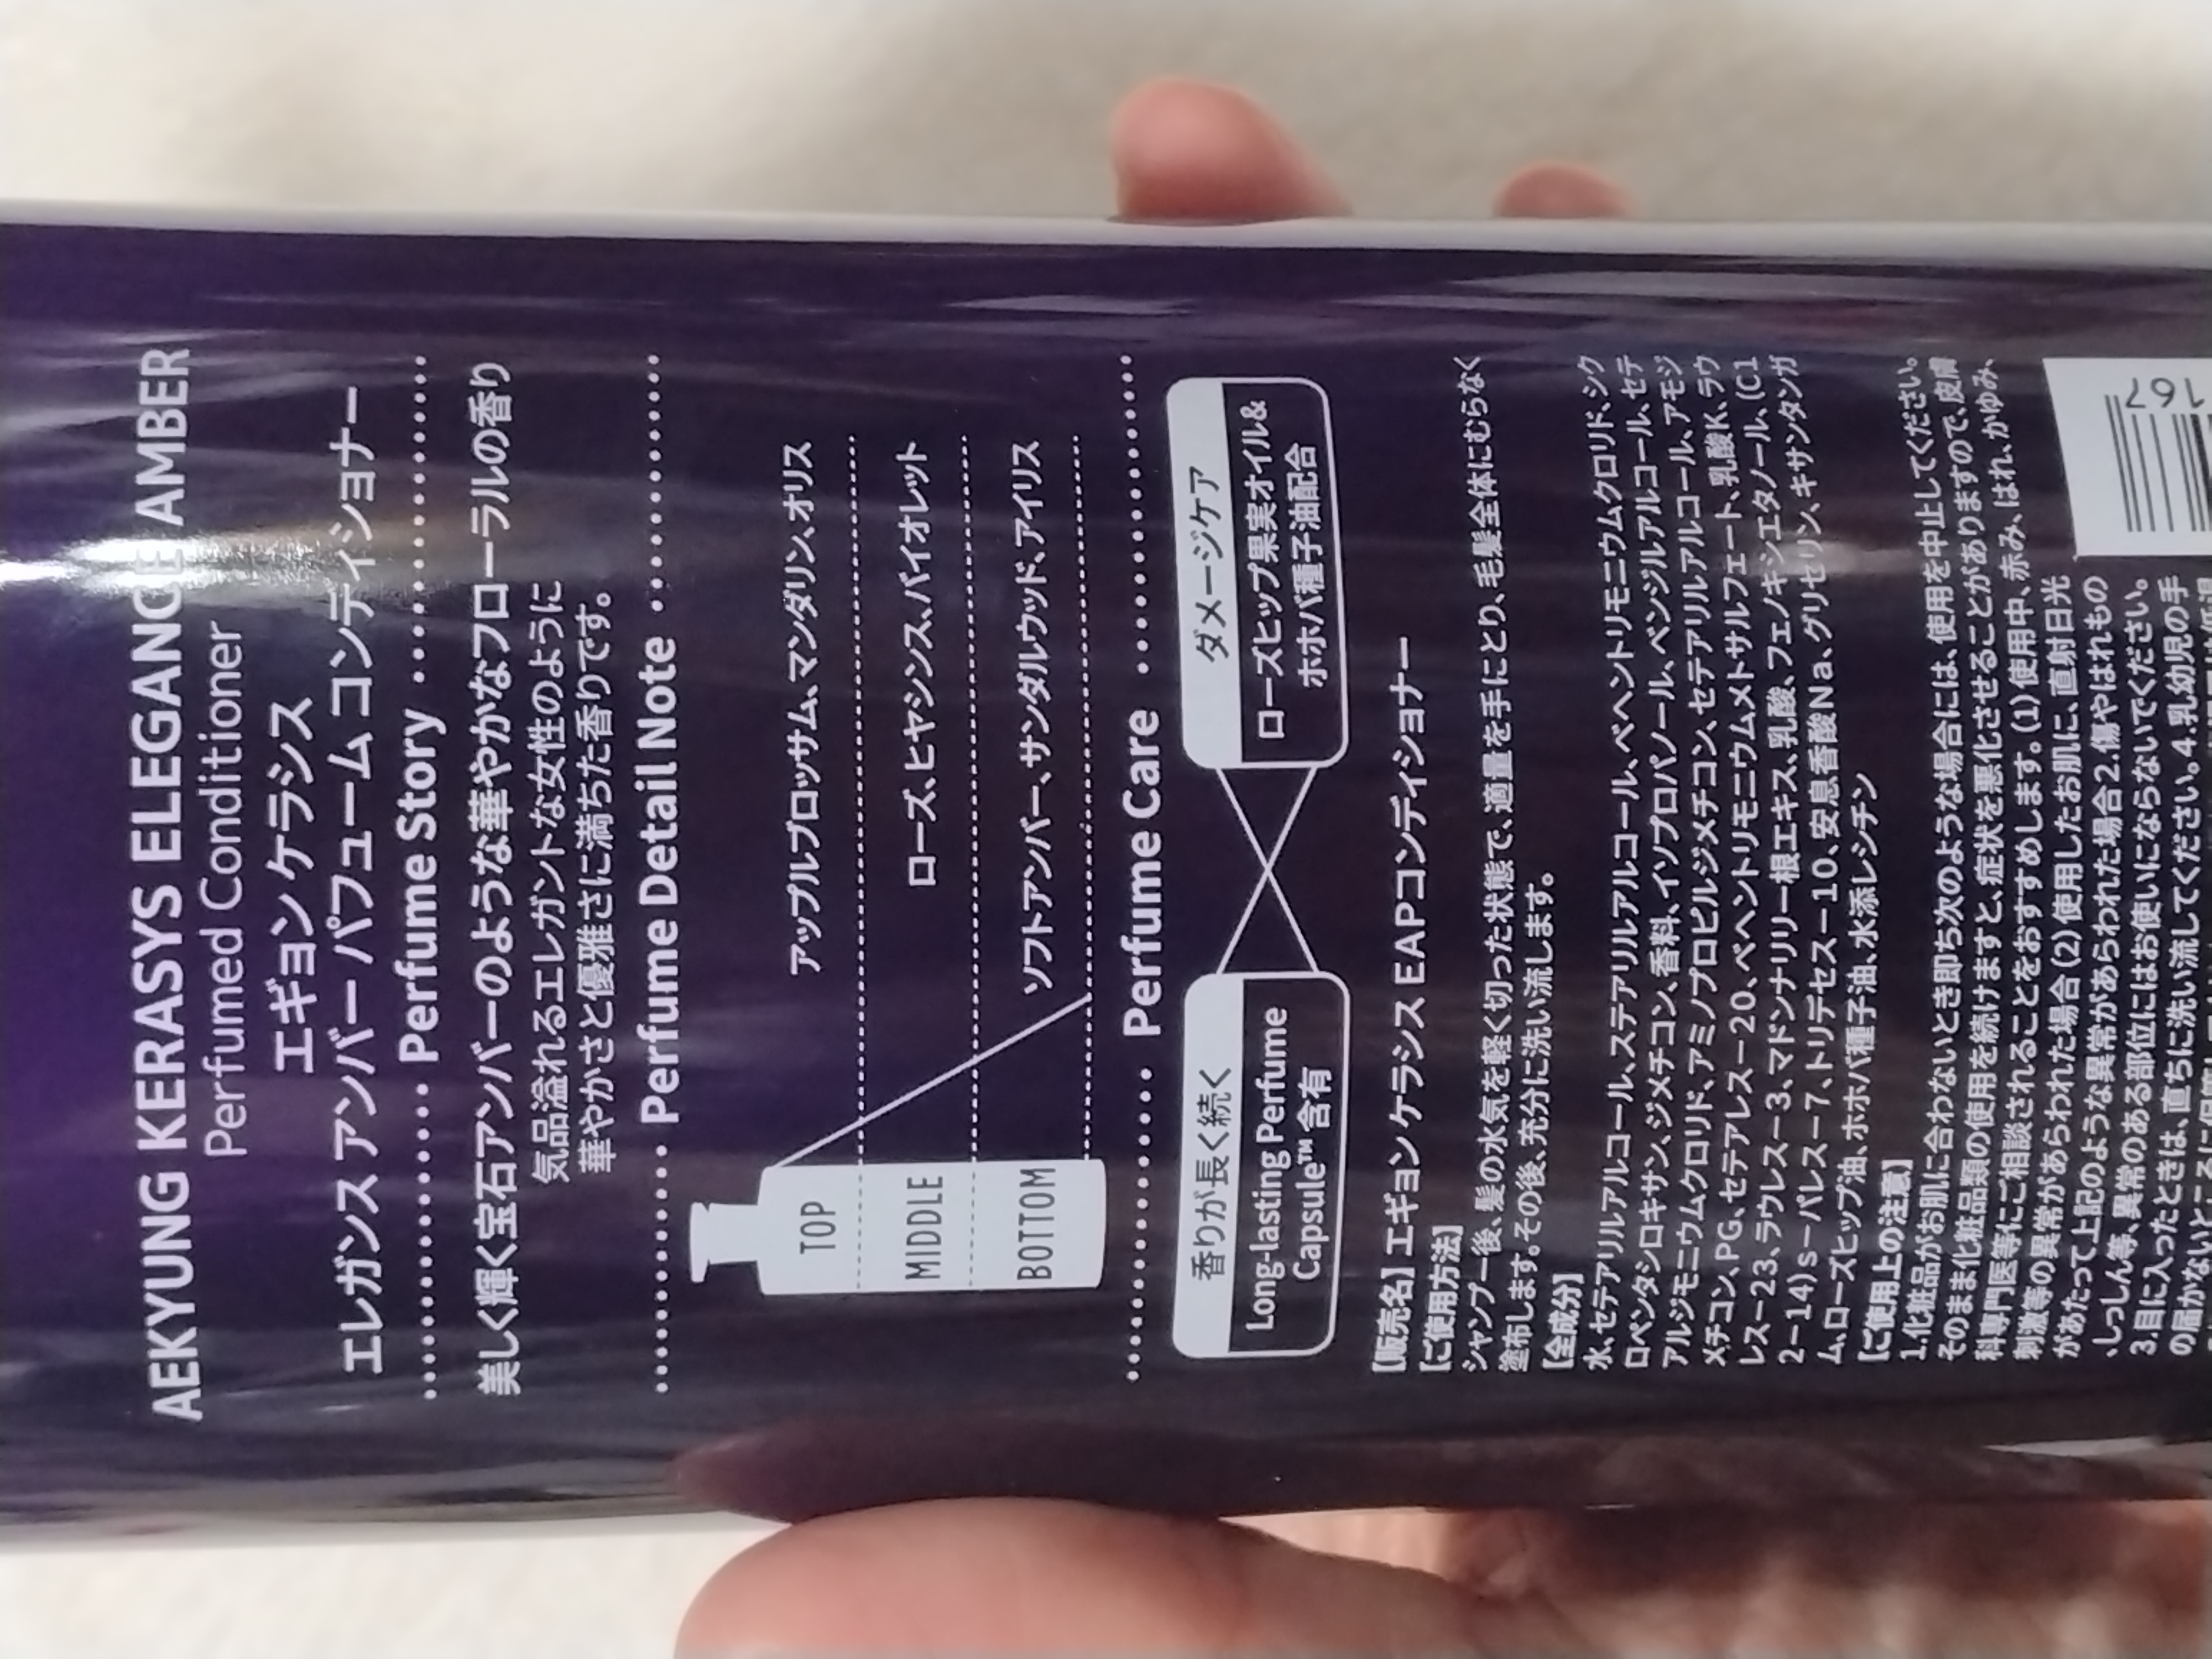 AEKYUNG KERASYS ELEGANCE AMBER
Perfumed Conditioner
エギョン ケラシス
エレガンス アンバー パフューム コンディショナー
Perfume Story
美しく輝く宝石アンバーのような華やかなフローラルの香り
気品溢れるエレガントな女性のように
華やかさと優雅さに満ちた香りです。
Perfume Detail Note
TOP
アップルブロッサム、マンダリン、オリス
MIDDLE
ローズ、ヒヤシンス、バイオレット
BOTTOM
ソフトアンバー、サンダルウッド、アイリス
Perfume Care
香りが長く続く
Long-lasting Perfume
Capsule™含有
ダメージケア
ローズヒップ果実オイル&
ホホバ種子油配合
【販売名】エギョン ケラシス EAPコンディショナー
【ご使用方法】
シャンプー後、髪の水気を軽く切った状態で、適量を手にとり、毛髪全体にむらなく
塗布します。その後、充分に洗い流します。
【全成分】
水、セテアリルアルコール、ステアリルアルコール、ベヘントリモニウムクロリド、シク
ロペンタシロキサン、ジメチコン、香料、イソプロパノール、ベンジルアルコール、セテ
アルジモニウムクロリド、アミノプロピルジメチコン、セテアリルアルコール、アモジ
メチコン、PG、セテアレス－20、ベヘントリモニウムメトサルフェート、乳酸K、ラウ
レス－23、ラウレス－3、マドンナリリー根エキス、乳酸、フェノキシエタノール、（C1
2－14）s－パレス－7、トリデセス－10、安息香酸Na、グリセリン、キサンタンガ
ム、ローズヒップ油、ホホバ種子油、水添レシチン
【ご使用上の注意】
1.化粧品がお肌に合わないとき即ち次のような場合には、使用を中止してください。
そのまま化粧品類の使用を続けますと、症状を悪化させることがありますので、皮膚
科専門医等にご相談されることをおすすめします。(1)使用中、赤み、はれ、かゆみ、
刺激等の異常があらわれた場合(2)使用したお肌に、直射日光
があたって上記のような異常があらわれた場合2.傷やはれもの
、しっしん等、異常のある部位にはお使いにならないでください。
3.目に入ったときは、直ちに洗い流してください。4.乳幼児の手
の届かないところに
167